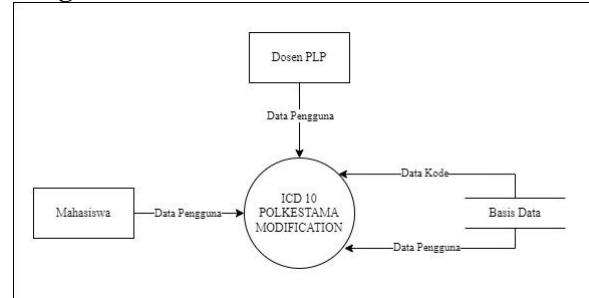 Dosen PLP
Data Pengguna
Data Kode
ICD 10
POLKESTAMA
MODIFICATION
Mahasiswa
Data Pengguna
Basis Data
Data Pengguna